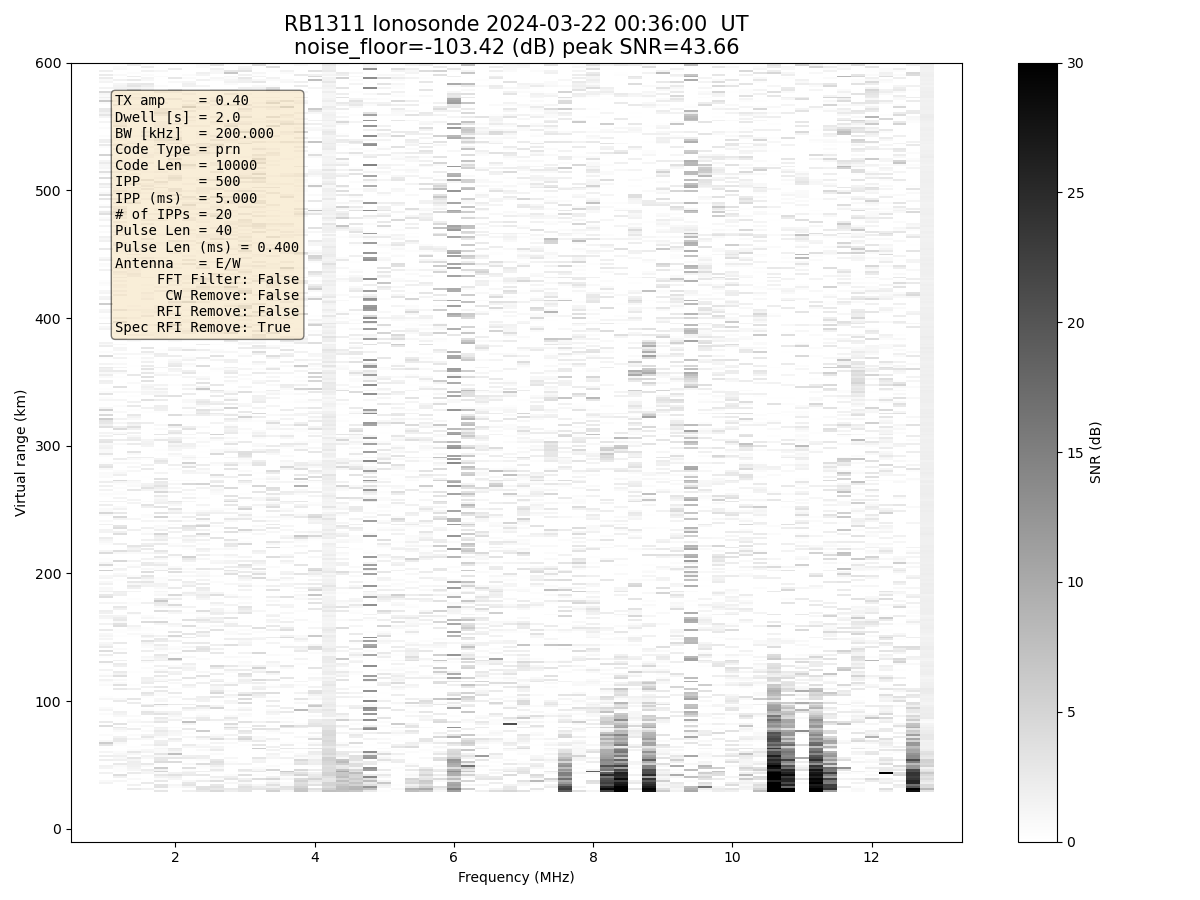 RB1311 Ionosonde 2024-03-22 00:36:00  UT
noise_floor=-103.42 (dB) peak SNR=43.66
600
500
400
300
200
100
0
Virtual range (km)
TX amp    = 0.40
Dwell [s] = 2.0
BW [kHz]  = 200.000
Code Type = prn
Code Len  = 10000
IPP       = 500
IPP (ms)  = 5.000
# of IPPs = 20
Pulse Len = 40
Pulse Len (ms) = 0.400
Antenna   = E/W
FFT Filter: False
CW Remove: False
RFI Remove: False
Spec RFI Remove: True
2 4 6 8 10 12
Frequency (MHz)
30
25
20
15
10
5
0
SNR (dB)